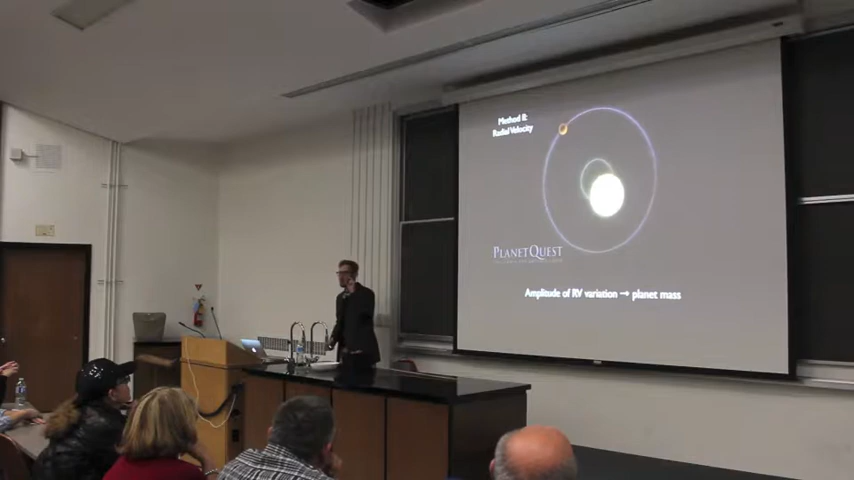 Method 2:
Radial Velocity
PLANETQUEST
Amplitude of RV variation → planet mass